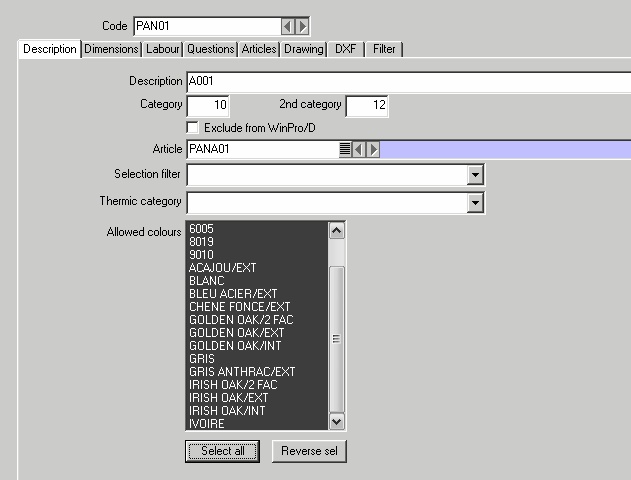 Code PAN01
Description Dimensions Labour Questions Articles Drawing DXF Filter
Description A001
Category 10 2nd category 12
Exclude from WinPro/D
Article PANA01
Selection filter
Thermic category
Allowed colours 6005
8019
9010
ACAJOU/EXT
BLANC
BLEU ACIER/EXT
CHENE FONCE/EXT
GOLDEN OAK/2 FAC
GOLDEN OAK/EXT
GOLDEN OAK/INT
GRIS
GRIS ANTHRAC/EXT
IRISH OAK/2 FAC
IRISH OAK/EXT
IRISH OAK/INT
IVOIRE
Select all Reverse sel